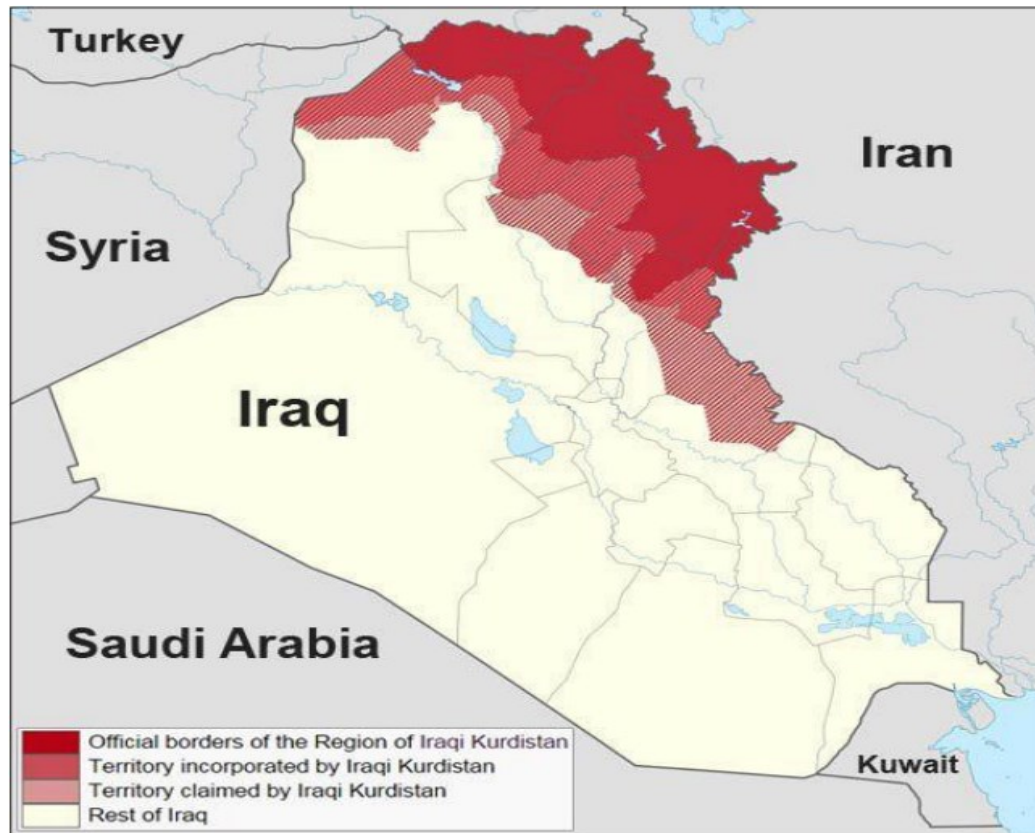 Turkey
Iran
Syria
Iraq
Saudi Arabia
Kuwait
Official borders of the Region of Iraqi Kurdistan
Territory incorporated by Iraqi Kurdistan
Territory claimed by Iraqi Kurdistan
Rest of Iraq